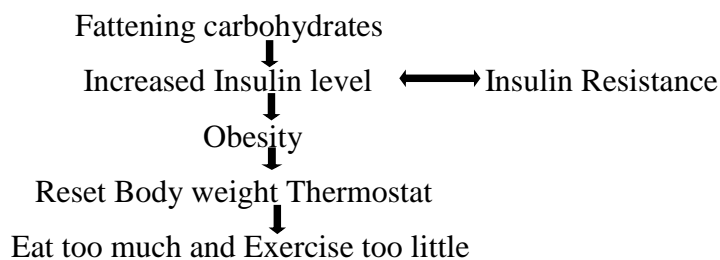 Fattening carbohydrates
Increased Insulin level Insulin Resistance
Obesity
Reset Body weight Thermostat
Eat too much and Exercise too little